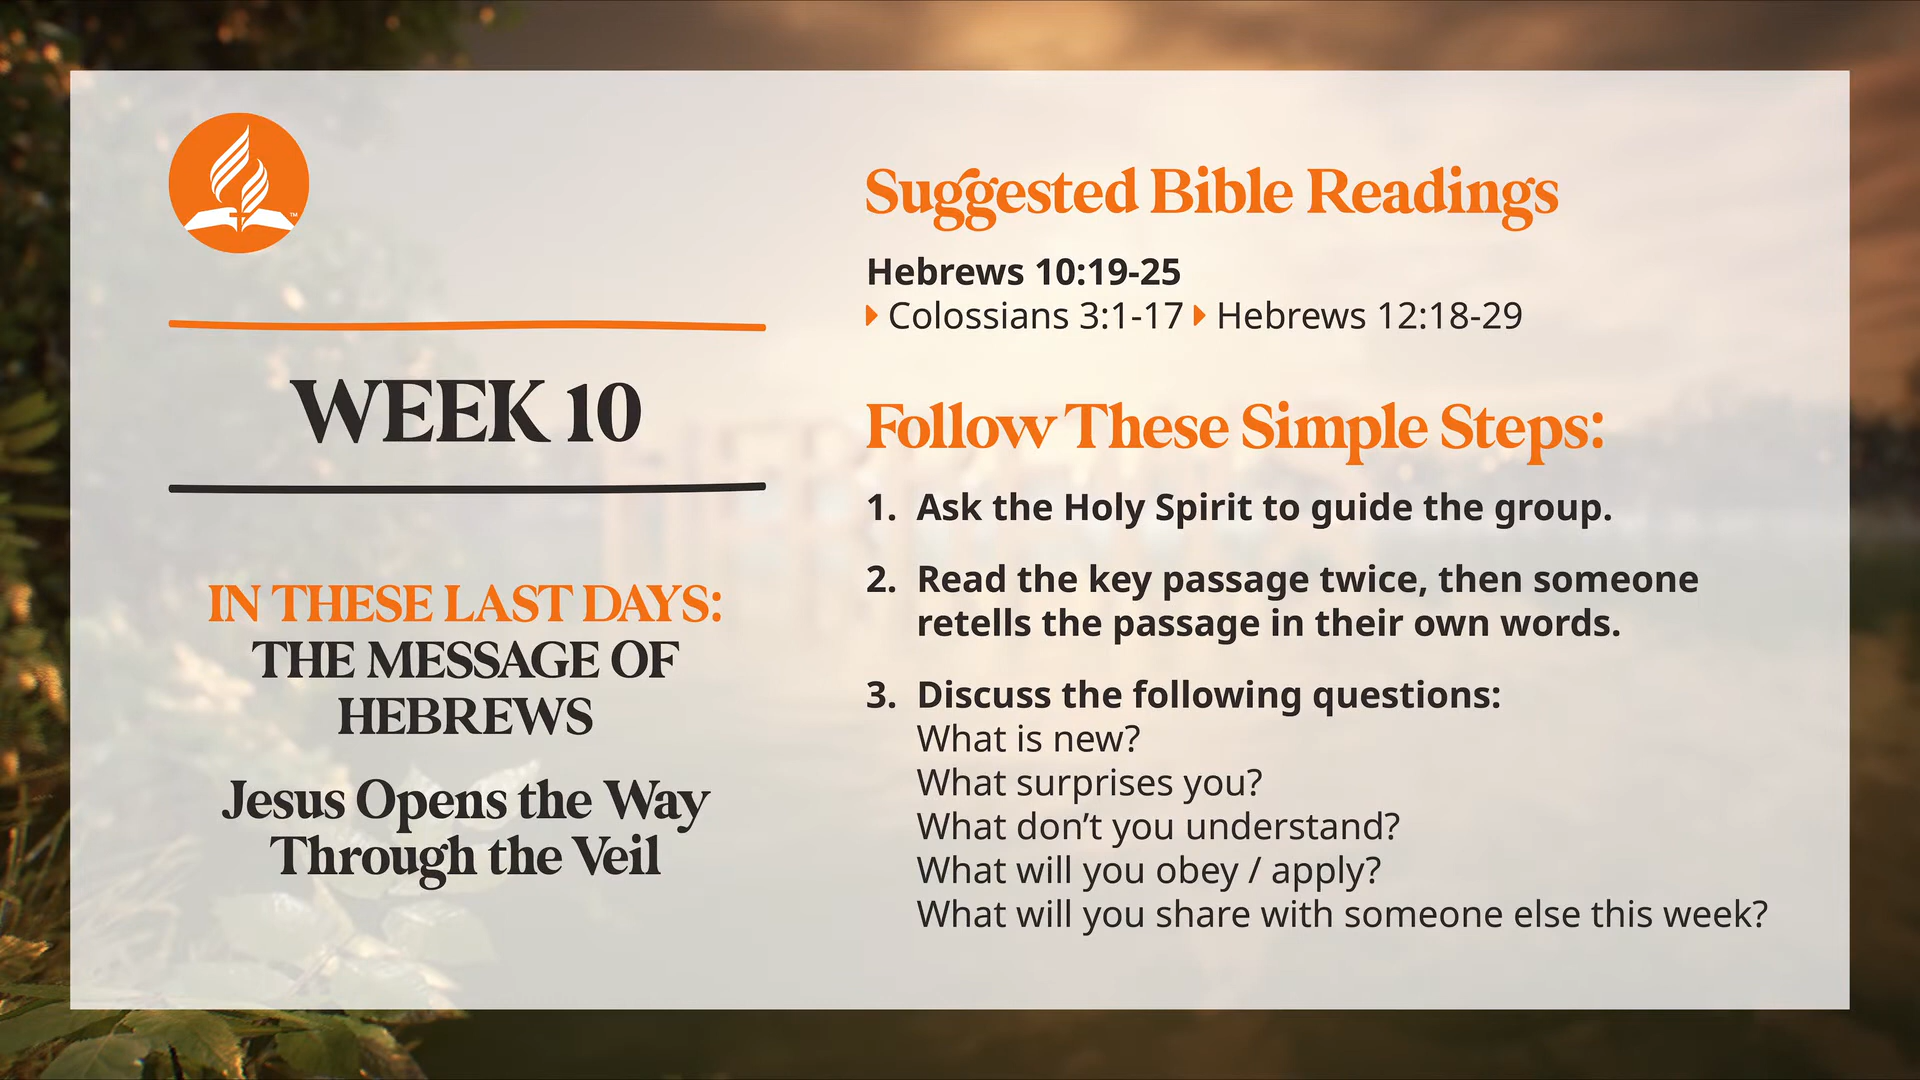 WEEK 10
IN THESE LAST DAYS:
THE MESSAGE OF
HEBREWS
Jesus Opens the Way
Through the Veil
Suggested Bible Readings
Hebrews 10:19-25
Colossians 3:1-17 Hebrews 12:18-29
Follow These Simple Steps:
1. Ask the Holy Spirit to guide the group.
2. Read the key passage twice, then someone
retells the passage in their own words.
3. Discuss the following questions:
What is new?
What surprises you?
What don’t you understand?
What will you obey / apply?
What will you share with someone else this week?